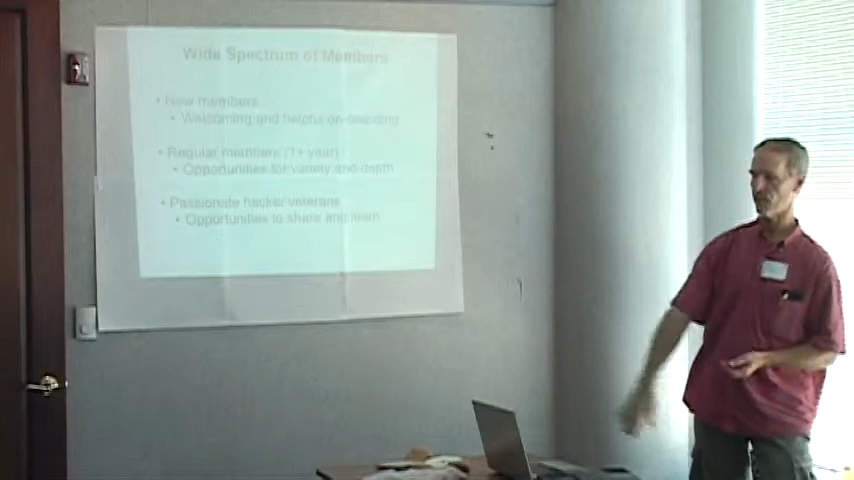 Wide Spectrum of Members
• New members
• Welcoming and helpful on-boarding
• Regular members (1+ year)
• Opportunities for variety and depth
• Passionate hacker veterans
• Opportunities to share and learn